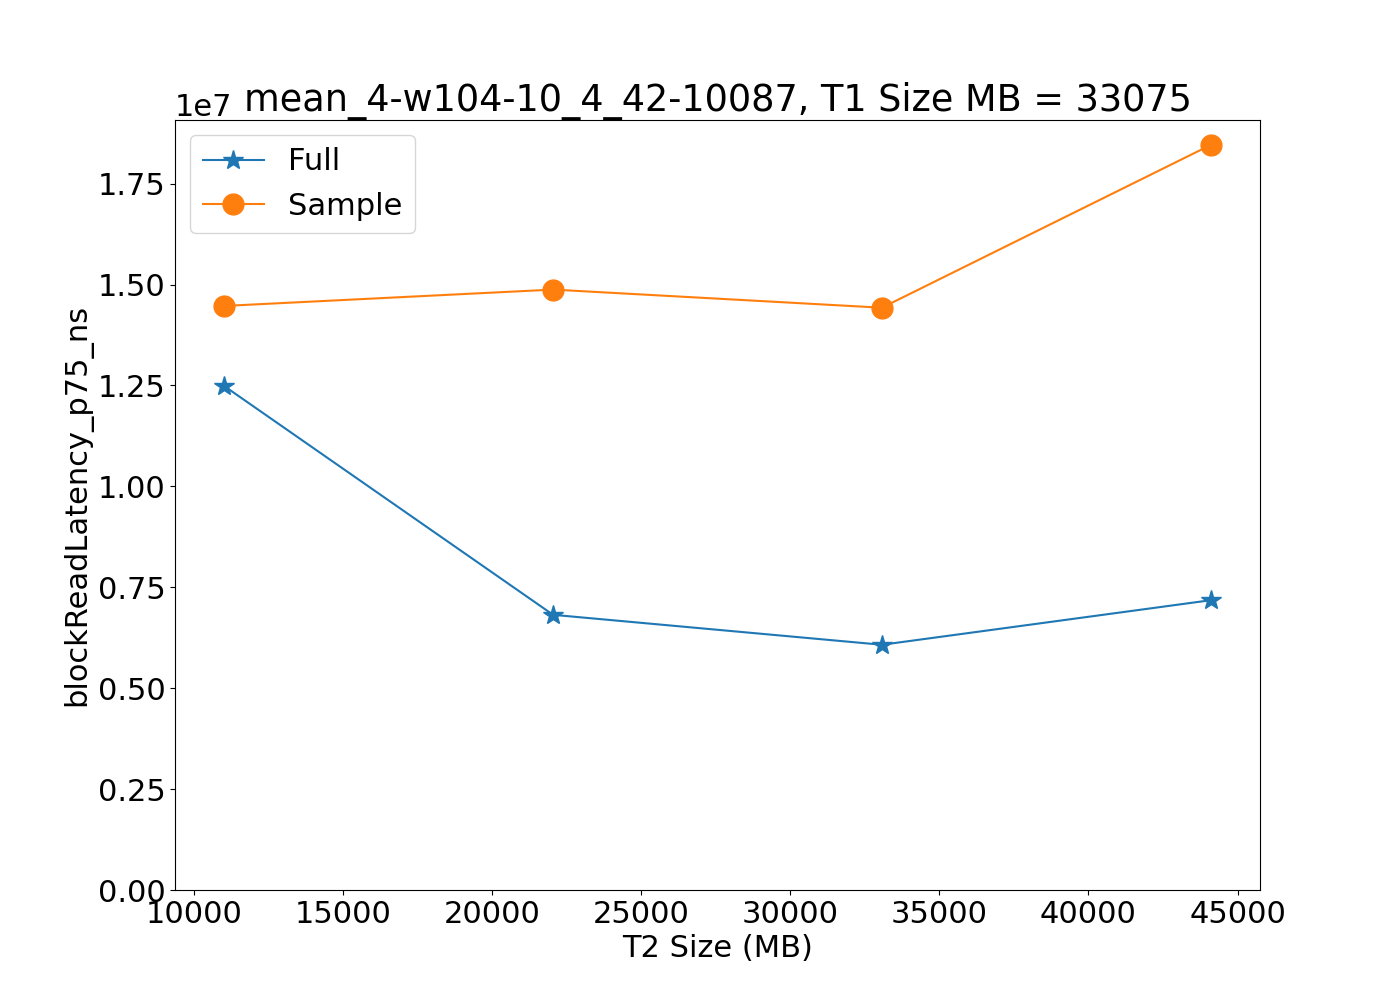 1e7
mean_4-w104-10_4_42-10087, T1 Size MB = 33075
Full
Sample
blockReadLatency_p75_ns
1.75
1.50
1.25
1.00
0.75
0.50
0.25
0.00
10000 15000 20000 25000 30000 35000 40000 45000
T2 Size (MB)